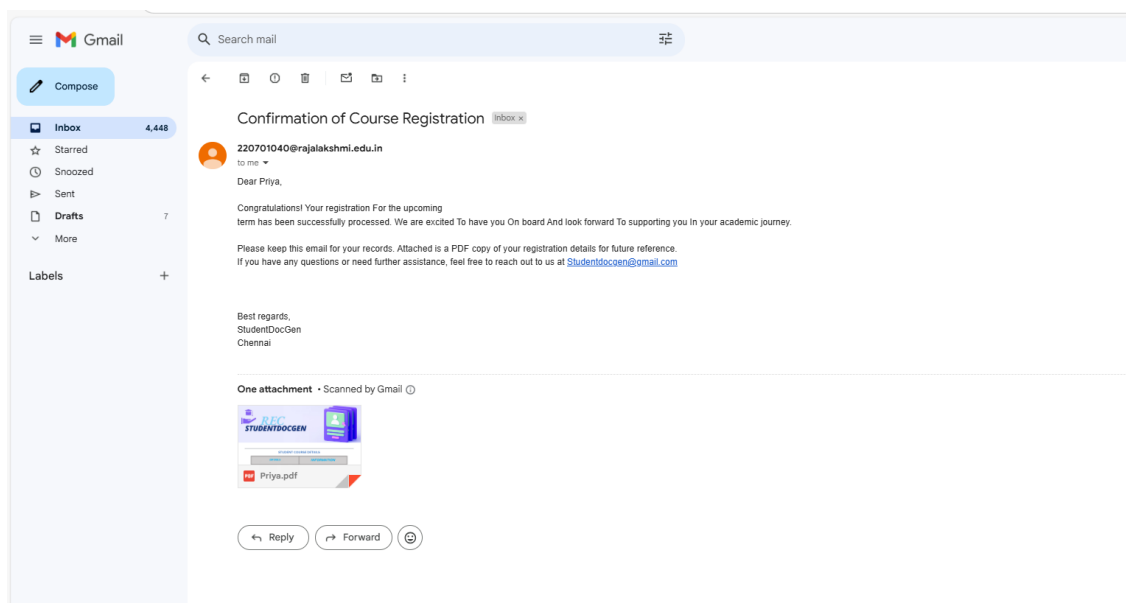 Gmail
Search mail
Compose
Inbox 4,448
Starred
Snoozed
Sent
Drafts 7
More
Labels
Confirmation of Course Registration Inbox x
220701040@rajalakshmi.edu.in
to me
Dear Priya,
Congratulations! Your registration For the upcoming
term has been successfully processed. We are excited To have you On board And look forward To supporting you In your academic journey.
Please keep this email for your records. Attached is a PDF copy of your registration details for future reference.
If you have any questions or need further assistance, feel free to reach out to us at Studentdocgen@gmail.com
Best regards,
StudentDocGen
Chennai
One attachment • Scanned by Gmail
REC
STUDENTDOCGEN
STUDENT COURSE DETAILS
PDF Priya.pdf
Reply
Forward